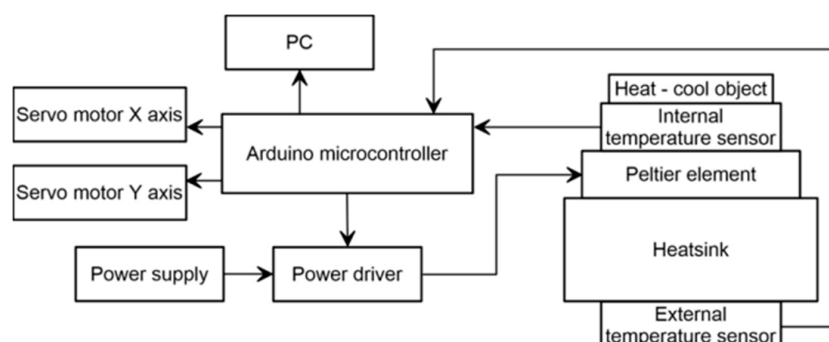 PC
Heat - cool object
Servo motor X axis
Internal
temperature sensor
Arduino microcontroller
Servo motor Y axis
Peltier element
Heatsink
Power supply
Power driver
External
temperature sensor